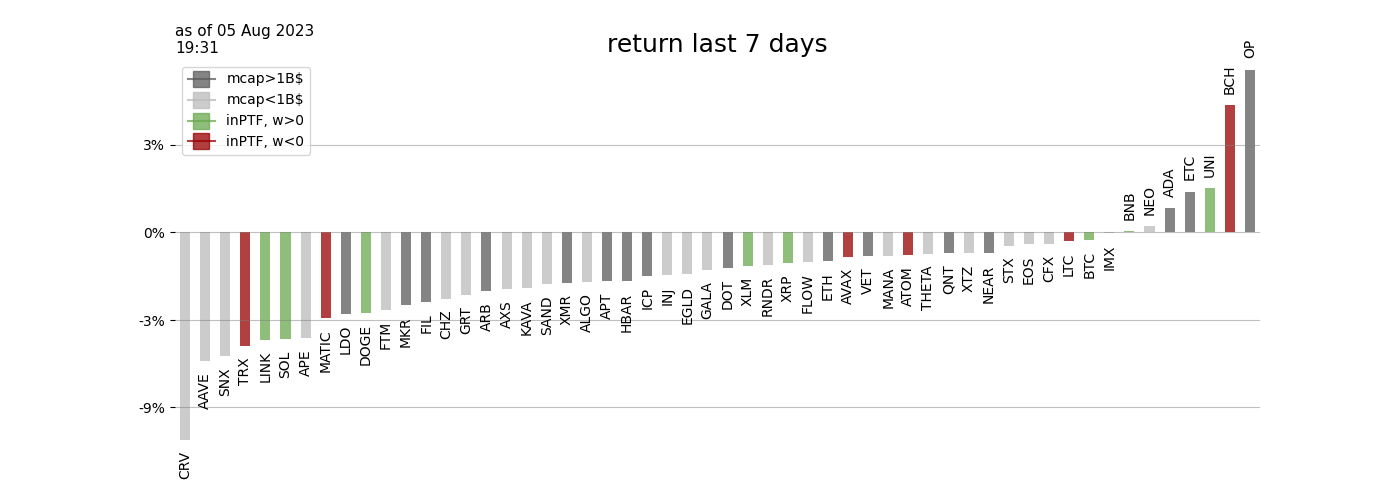 as of 05 Aug 2023
19:31
return last 7 days
mcap>1B$
mcap<1B$
inPTF, w>0
inPTF, w<0
3%
0%
-3%
-9%
CRV
AAVE
SNX
TRX
LINK
SOL
APE
MATIC
LDO
DOGE
FTM
MKR
FIL
CHZ
GRT
ARB
AXS
KAVA
SAND
XMR
ALGO
APT
HBAR
ICP
INJ
EGLD
GALA
DOT
XLM
RNDR
XRP
FLOW
ETH
AVAX
VET
MANA
ATOM
THETA
QNT
XTZ
NEAR
STX
EOS
CFX
LTC
BTC
IMX
BNB
NEO
ADA
ETC
UNI
BCH
OP